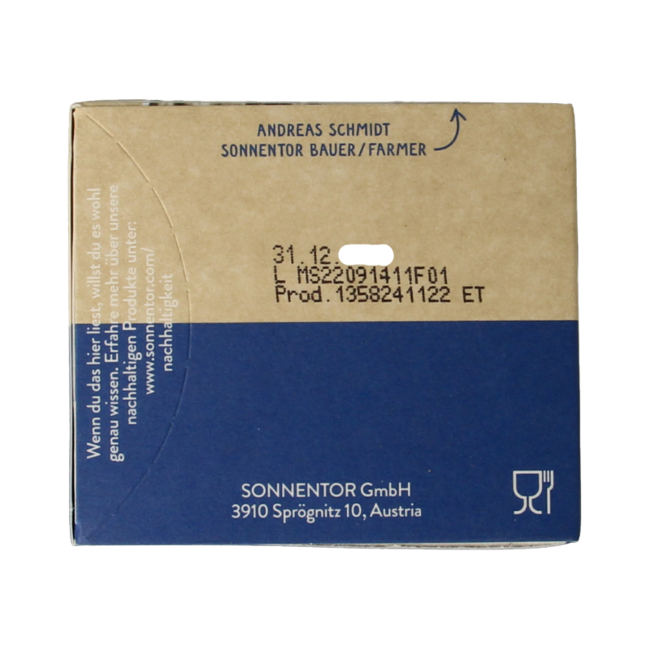 ANDREAS SCHMIDT
SONNENTOR BAUER/FARMER
31.12.
L MS22091411F01
Prod.1358241122 ET
Wenn du das hier liest, willst du es wohl
genau wissen. Erfahre mehr über unsere
nachhaltigen Produkte unter:
www.sonnentor.com/
nachhaltigkeit
SONNENTOR GmbH
3910 Sprögnitz 10, Austria